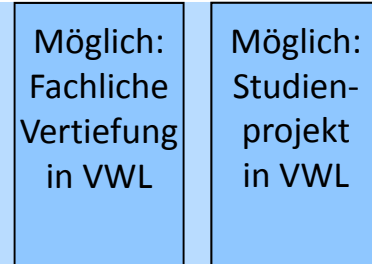 Möglich:
Fachliche
Vertiefung
in VWL
Möglich:
Studien-
projekt
in VWL